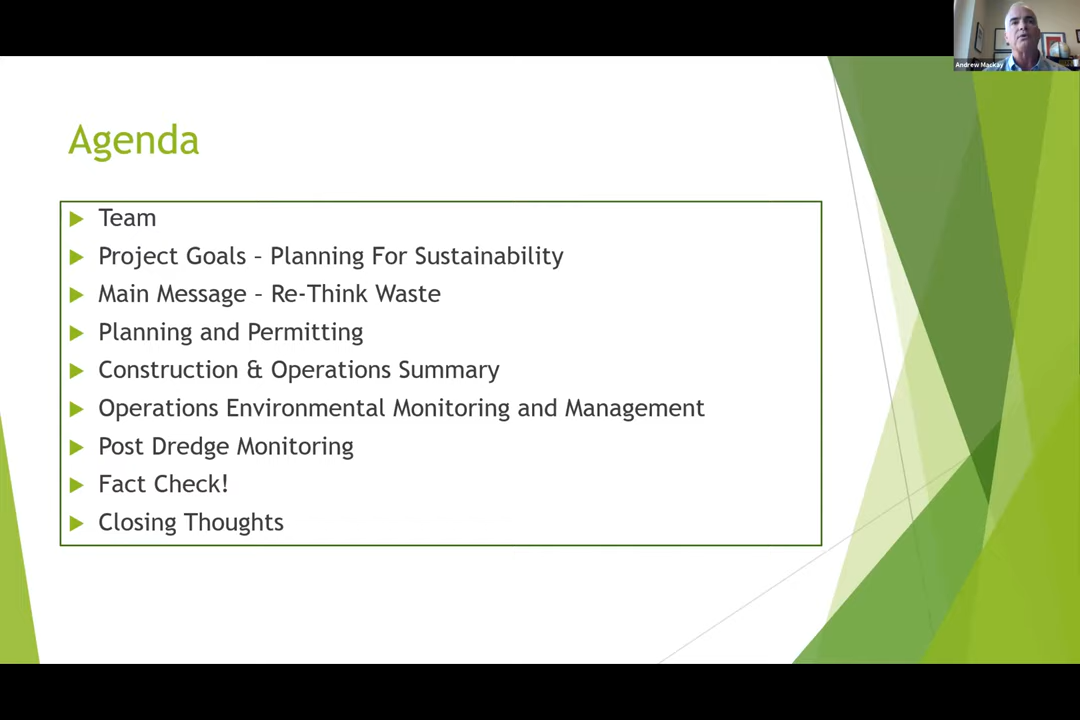 Andrew Mackay
Agenda
Team
Project Goals – Planning For Sustainability
Main Message – Re-Think Waste
Planning and Permitting
Construction & Operations Summary
Operations Environmental Monitoring and Management
Post Dredge Monitoring
Fact Check!
Closing Thoughts